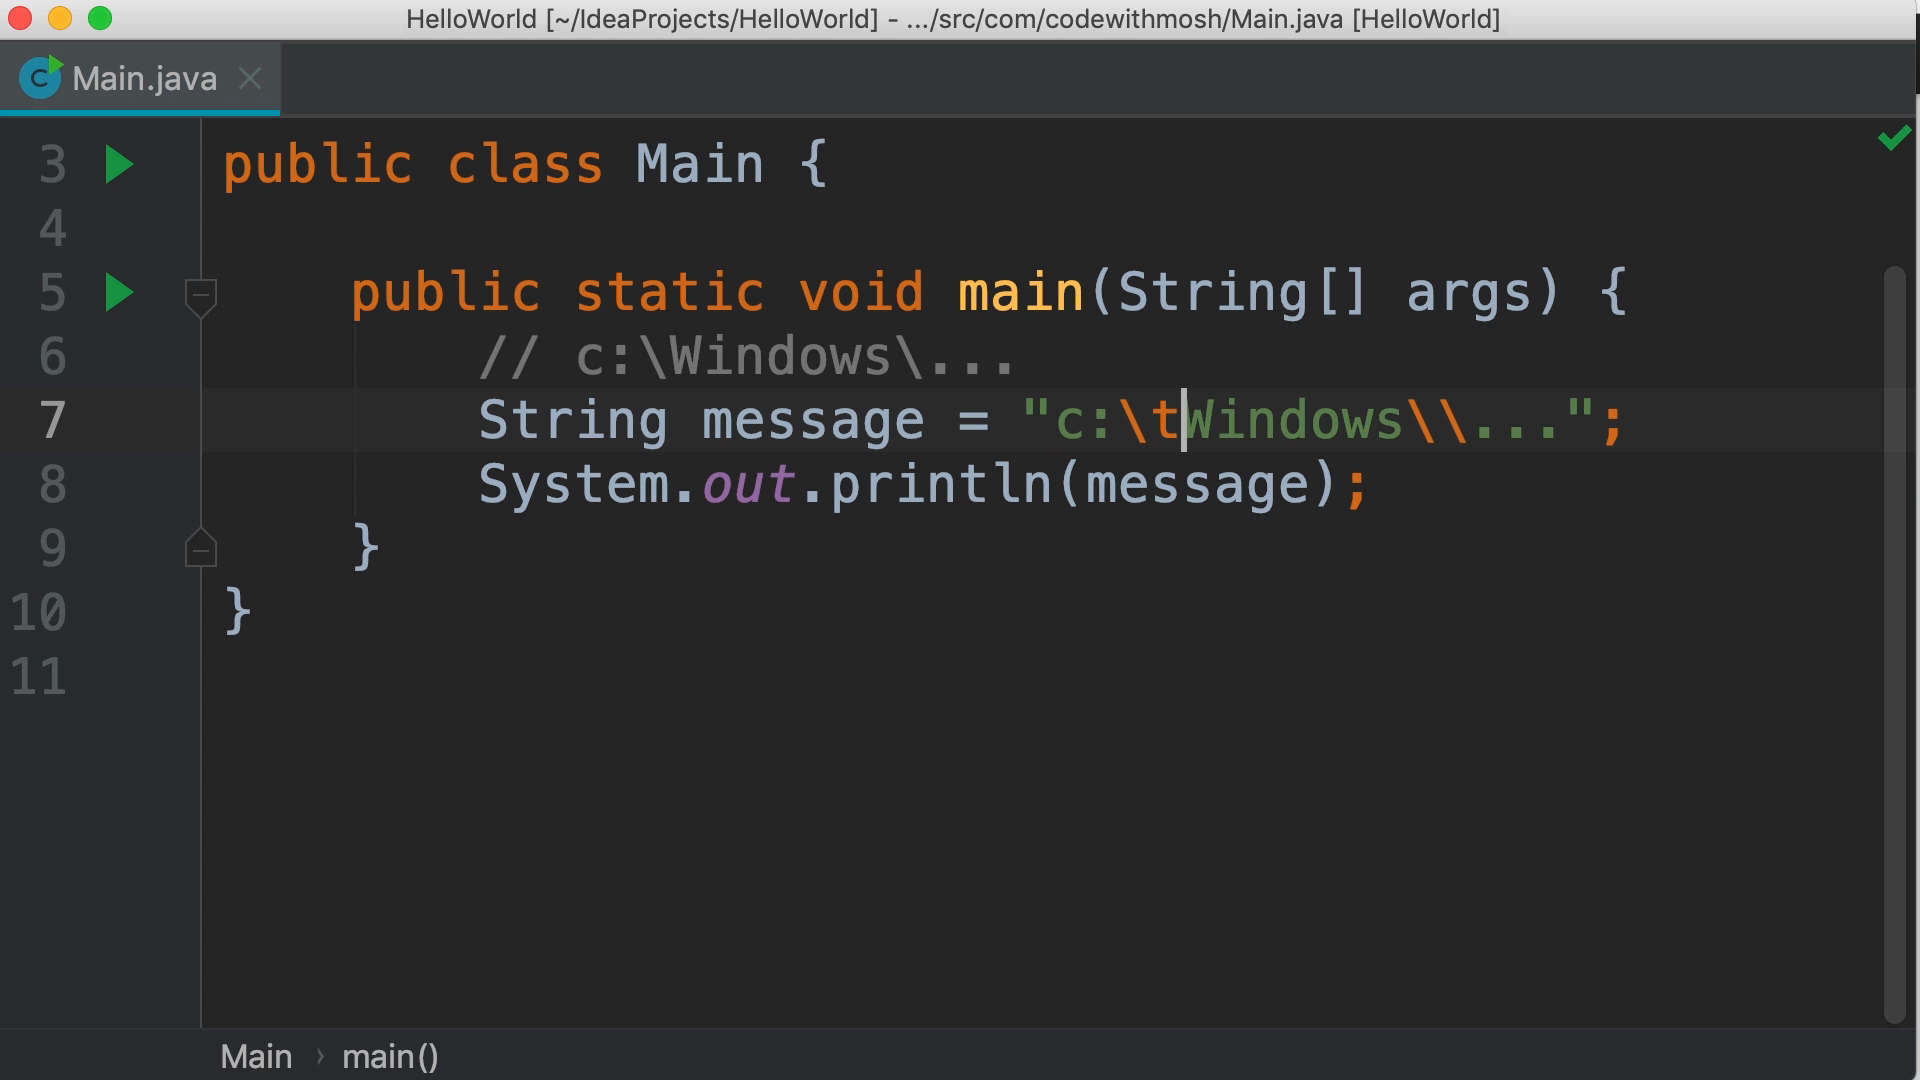 HelloWorld [~/IdeaProjects/HelloWorld] - .../src/com/codewithmosh/Main.java [HelloWorld]
C Main.java
3 public class Main {
4
5 public static void main(String[] args) {
6 // c:\Windows\...
7 String message = "c:\tWindows\\...";
8 System.out.println(message);
9 }
10 }
11
Main › main()